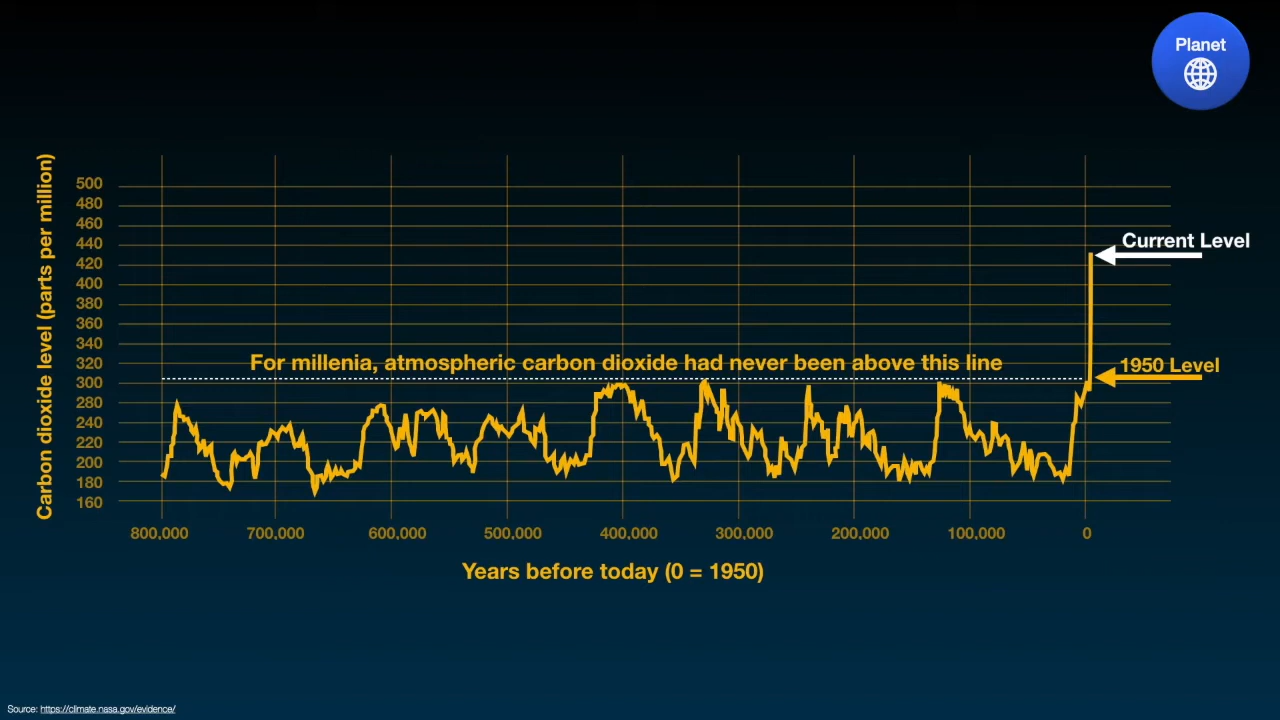 Planet
Carbon dioxide level (parts per million)
500
480
460
440
420
400
380
360
340
320
300
280
240
220
200
180
160
Current Level
For millenia, atmospheric carbon dioxide had never been above this line
1950 Level
800,000 700,000 600,000 500,000 400,000 300,000 200,000 100,000 0
Years before today (0 = 1950)
Source: https://climate.nasa.gov/evidence/